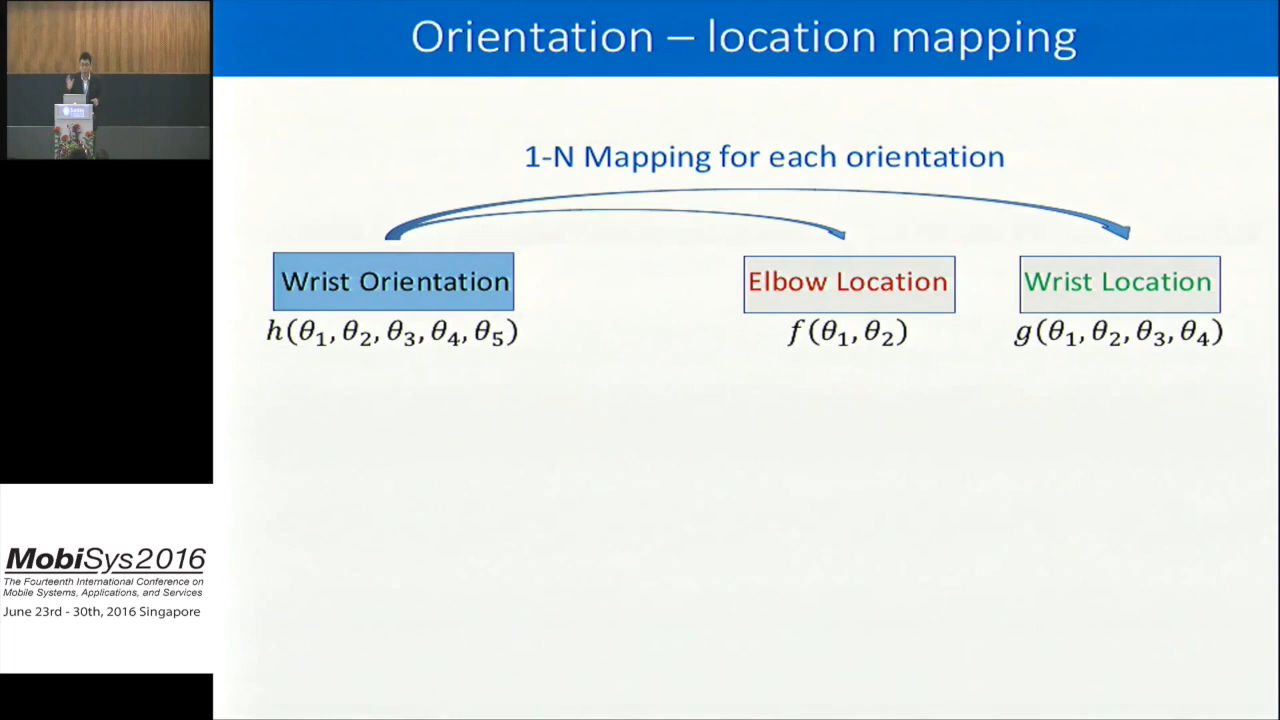 Orientation – location mapping
1-N Mapping for each orientation
Wrist Orientation
Elbow Location
Wrist Location
h(θ₁, θ₂, θ₃, θ₄, θ₅)
f(θ₁, θ₂)
g(θ₁, θ₂, θ₃, θ₄)
MobiSys2016
The Fourteenth International Conference on
Mobile Systems, Applications, and Services
June 23rd - 30th, 2016 Singapore